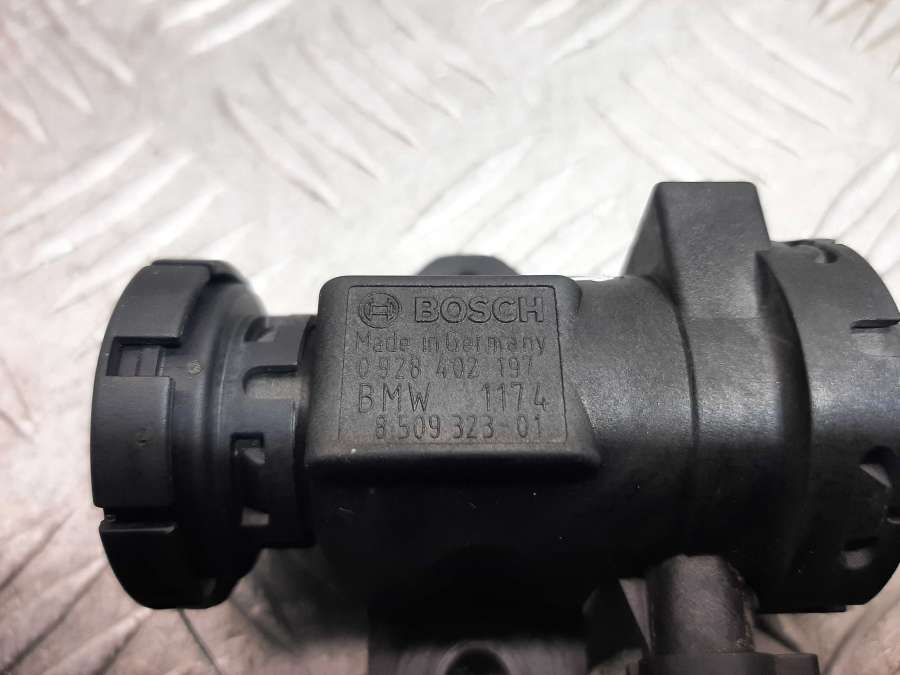 BOSCH
Made in Germany
0 928 402 197
BMW 1174
8 509 323-01